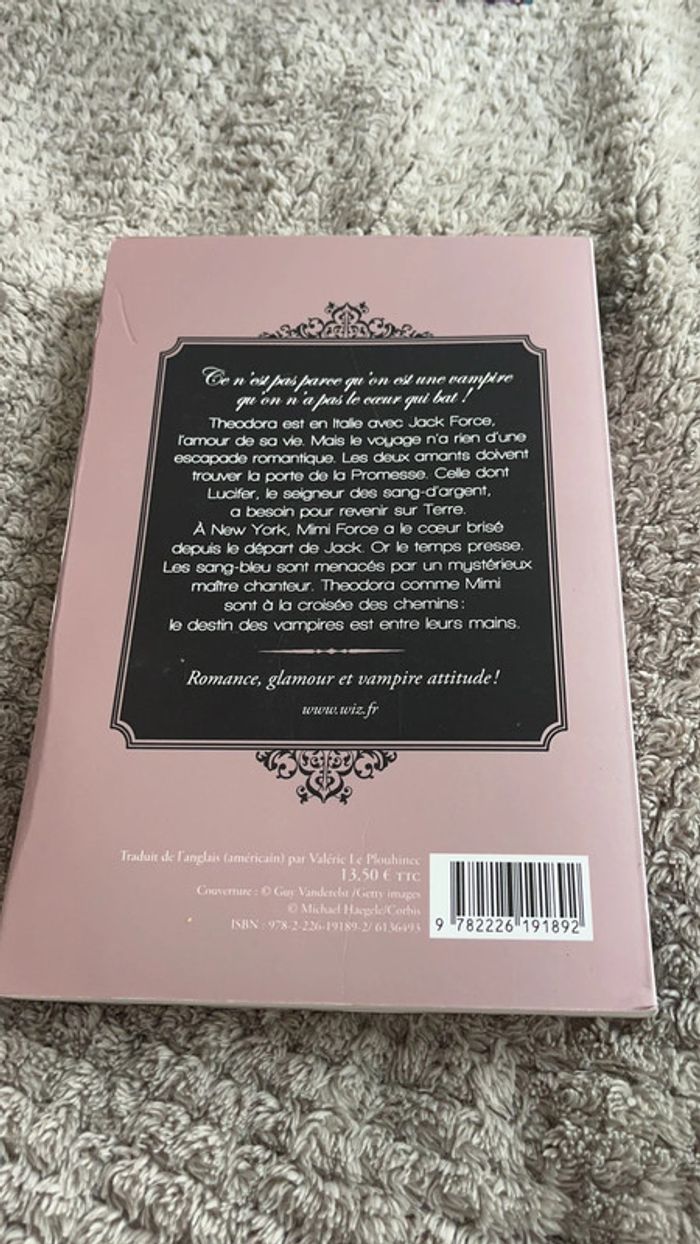 Ce n'est pas parce qu'on est une vampire
qu'on n'a pas le cœur qui bat !
Theodora est en Italie avec Jack Force,
l'amour de sa vie. Mais le voyage n'a rien d'une
escapade romantique. Les deux amants doivent
trouver la porte de la Promesse. Celle dont
Lucifer, le seigneur des sang-d'argent,
a besoin pour revenir sur Terre.
À New York, Mimi Force a le cœur brisé
depuis le départ de Jack. Or le temps presse.
Les sang-bleu sont menacés par un mystérieux
maître chanteur. Theodora comme Mimi
sont à la croisée des chemins :
le destin des vampires est entre leurs mains.
Romance, glamour et vampire attitude !
www.wiz.fr
Traduit de l'anglais (américain) par Valérie Le Plouhinec
13,50 € TTC
Couverture : © Guy Vanderelst /Getty images
© Michael Haegele/Corbis
ISBN : 978-2-226-19189-2/ 6136493
9 782226 191892